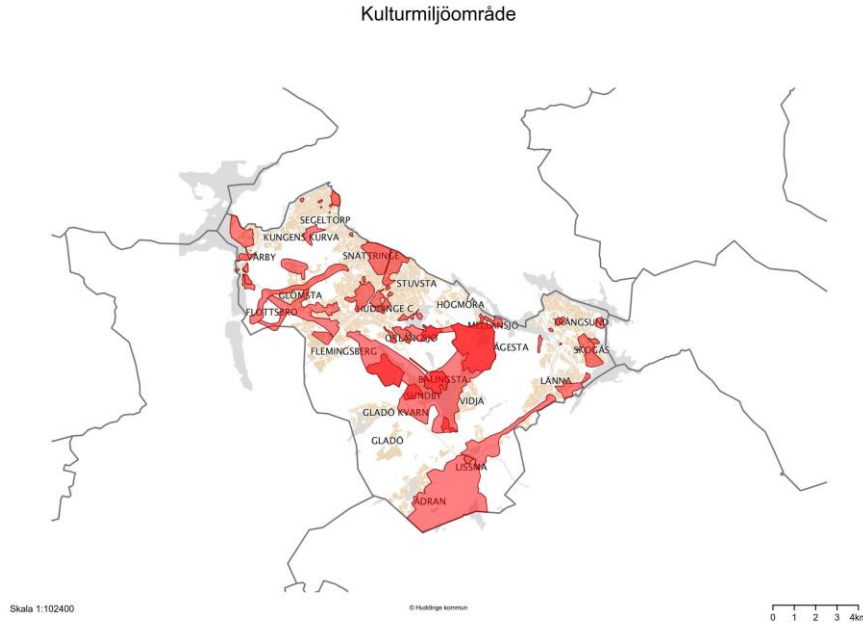 Kulturmiljöområde
SEGELTORP
KUNGENS KURVA
VÅRBY
SNÄTTRINGE
STUVSTA
GLÖMSTA
HÖGMORA
FLOTTSBRO
HUDDINGE C
MELLANSJÖ
TRÅNGSUND
ORLÅNGSJÖ
FLEMINGSBERG
ÅGESTA
SKOGÅS
BALINGSTA
LÄNNA
SUNDBY
VIDJA
GLADÖ KVARN
GLADÖ
LISSMA
ÅDRAN
Skala 1:102400
© Huddinge kommun
0 1 2 3 4km